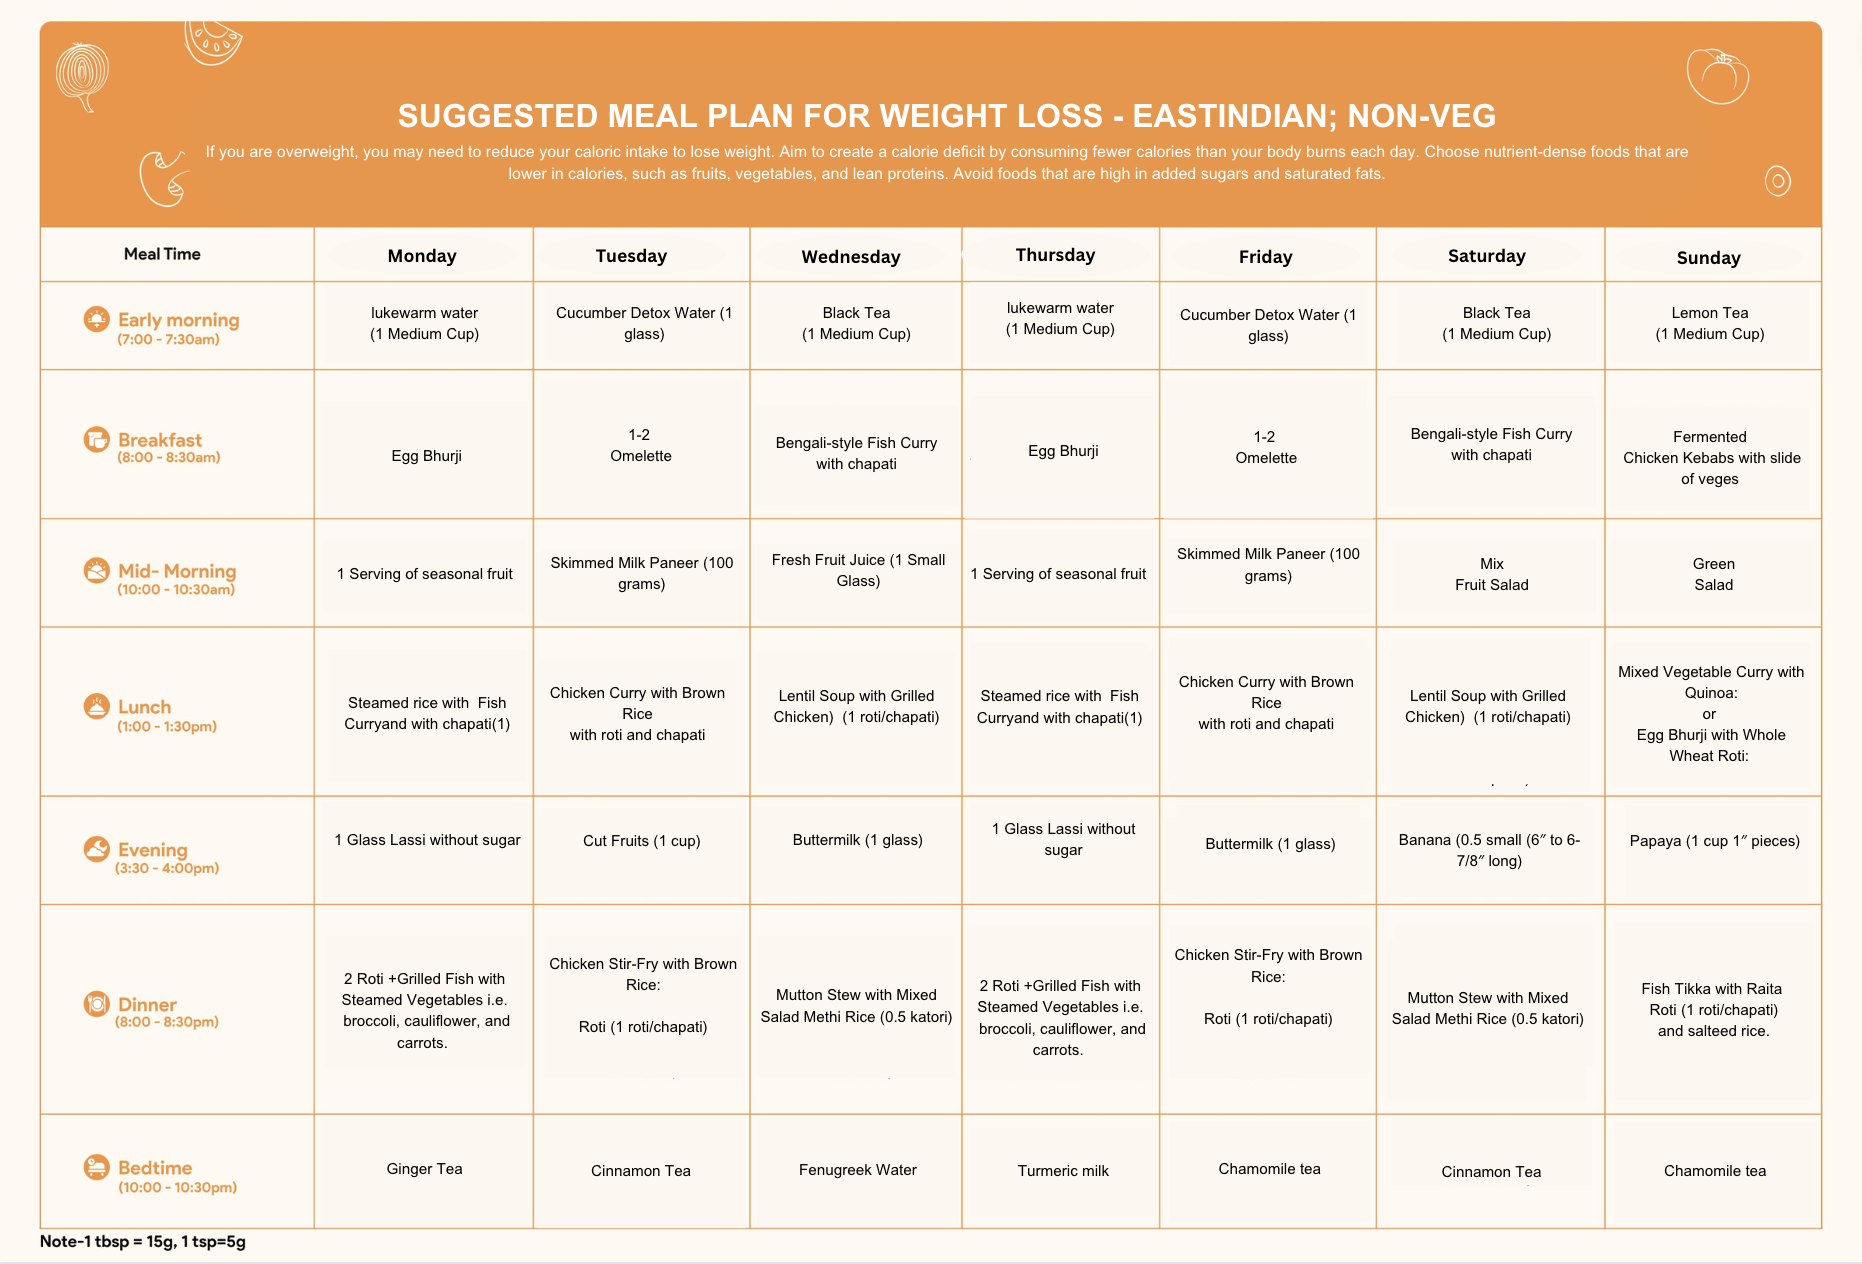 SUGGESTED MEAL PLAN FOR WEIGHT LOSS - EASTINDIAN; NON-VEG
If you are overweight, you may need to reduce your caloric intake to lose weight. Aim to create a calorie deficit by consuming fewer calories than your body burns each day. Choose nutrient-dense foods that are
lower in calories, such as fruits, vegetables, and lean proteins. Avoid foods that are high in added sugars and saturated fats.
Meal Time
Monday
Tuesday
Wednesday
Thursday
Friday
Saturday
Sunday
Early morning
(7:00 - 7:30am)
lukewarm water
(1 Medium Cup)
Cucumber Detox Water (1
glass)
Black Tea
(1 Medium Cup)
lukewarm water
(1 Medium Cup)
Cucumber Detox Water (1
glass)
Black Tea
(1 Medium Cup)
Lemon Tea
(1 Medium Cup)
Breakfast
(8:00 - 8:30am)
Egg Bhurji
1-2
Omelette
Bengali-style Fish Curry
with chapati
Egg Bhurji
1-2
Omelette
Bengali-style Fish Curry
with chapati
Fermented
Chicken Kebabs with slide
of veges
Mid- Morning
(10:00 - 10:30am)
1 Serving of seasonal fruit
Skimmed Milk Paneer (100
grams)
Fresh Fruit Juice (1 Small
Glass)
1 Serving of seasonal fruit
Skimmed Milk Paneer (100
grams)
Mix
Fruit Salad
Green
Salad
Lunch
(1:00 - 1:30pm)
Steamed rice with  Fish
Curryand with chapati(1)
Chicken Curry with Brown
Rice
with roti and chapati
Lentil Soup with Grilled
Chicken)  (1 roti/chapati)
Steamed rice with  Fish
Curryand with chapati(1)
Chicken Curry with Brown
Rice
with roti and chapati
Lentil Soup with Grilled
Chicken)  (1 roti/chapati)
Mixed Vegetable Curry with
Quinoa:
or
Egg Bhurji with Whole
Wheat Roti:
Evening
(3:30 - 4:00pm)
1 Glass Lassi without sugar
Cut Fruits (1 cup)
Buttermilk (1 glass)
1 Glass Lassi without
sugar
Buttermilk (1 glass)
Banana (0.5 small (6″ to 6-
7/8″ long)
Papaya (1 cup 1″ pieces)
Dinner
(8:00 - 8:30pm)
2 Roti +Grilled Fish with
Steamed Vegetables i.e.
broccoli, cauliflower, and
carrots.
Chicken Stir-Fry with Brown
Rice:
Roti (1 roti/chapati)
Mutton Stew with Mixed
Salad Methi Rice (0.5 katori)
2 Roti +Grilled Fish with
Steamed Vegetables i.e.
broccoli, cauliflower, and
carrots.
Chicken Stir-Fry with Brown
Rice:
Roti (1 roti/chapati)
Mutton Stew with Mixed
Salad Methi Rice (0.5 katori)
Fish Tikka with Raita
Roti (1 roti/chapati)
and salteed rice.
Bedtime
(10:00 - 10:30pm)
Ginger Tea
Cinnamon Tea
Fenugreek Water
Turmeric milk
Chamomile tea
Cinnamon Tea
Chamomile tea
Note-1 tbsp = 15g, 1 tsp=5g